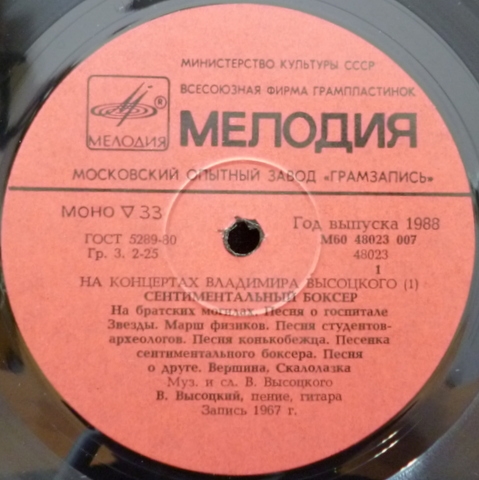 МИНИСТЕРСТВО КУЛЬТУРЫ СССР
ВСЕСОЮЗНАЯ ФИРМА ГРАМПЛАСТИНОК
® МЕЛОДИЯ
МЕЛОДИЯ
МОСКОВСКИЙ ОПЫТНЫЙ ЗАВОД «ГРАМЗАПИСЬ»
МОНО ▽ 33
Год выпуска 1988
ГОСТ 5289-80
М60 48023 007
Гр. 3. 2-25
48023
1
НА КОНЦЕРТАХ ВЛАДИМИРА ВЫСОЦКОГО (1)
СЕНТИМЕНТАЛЬНЫЙ БОКСЕР
На братских могилах. Песня о госпитале
Звезды. Марш физиков. Песня студентов-
археологов. Песня конькобежца. Песенка
сентиментального боксера. Песня
о друге. Вершина, Скалолазка
Муз. и сл. В. Высоцкого
В. Высоцкий, пение, гитара
Запись 1967 г.